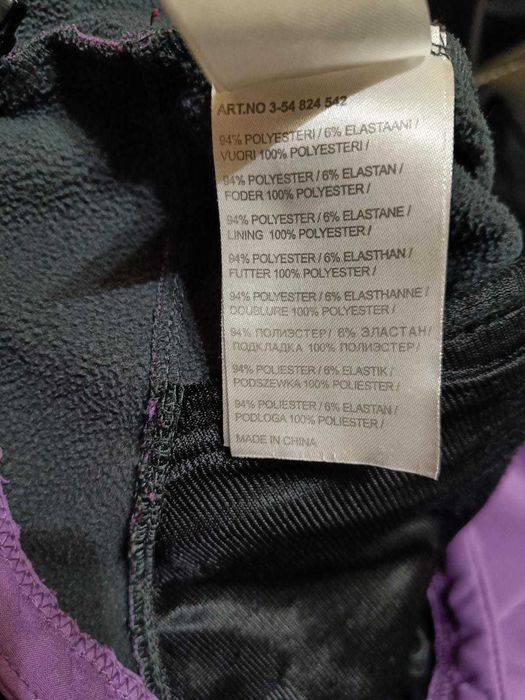 ART.NO 3-54 824 542
94% POLYESTERI / 6% ELASTAANI /
VUORI 100% POLYESTERI /
94% POLYESTER / 6% ELASTAN /
FODER 100% POLYESTER /
94% POLYESTER / 6% ELASTANE /
LINING 100% POLYESTER /
94% POLYESTER / 6% ELASTHAN /
FUTTER 100% POLYESTER /
94% POLYESTER / 6% ELASTHANNE /
DOUBLURE 100% POLYESTER /
94% ПОЛИЭСТЕР / 6% ЭЛАСТАН /
ПОДКЛАДКА 100% ПОЛИЭСТЕР /
94% POLIESTER / 6% ELASTIK /
PODSZEWKA 100% POLIESTER /
94% POLIESTER / 6% ELASTAN /
PODLOGA 100% POLIESTER /
MADE IN CHINA